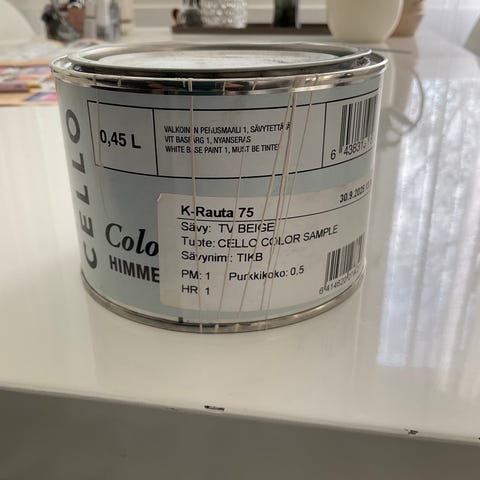 CELLO
0,45 L
VALKOINEN PERUSMAALI 1, SÄVYTETTÄVÄ
VIT BASFÄRG 1, NYANSERAS
WHITE BASE PAINT 1, MUST BE TINTED
Colo
HIMME
K-Rauta 75
30.9.2025
Sävy: TV BEIGE
Tuote: CELLO COLOR SAMPLE
Sävynimi: TIKB
PM: 1 Purkkikoko: 0.5
HR: 1